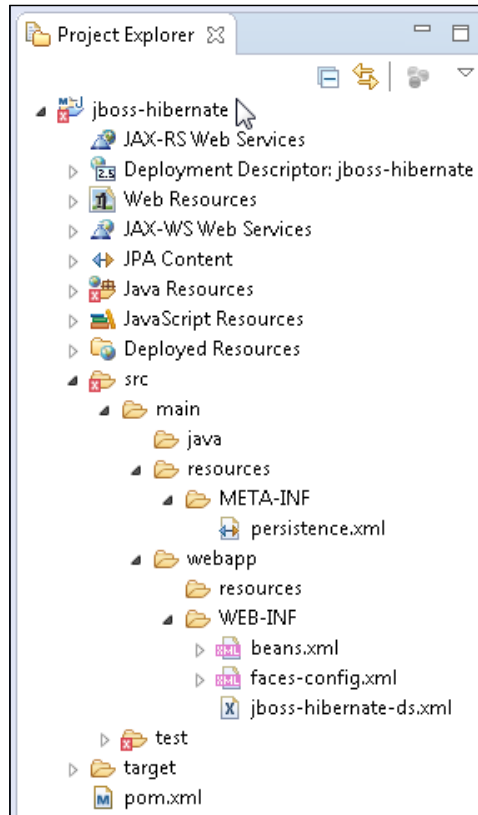 Project Explorer
jboss-hibernate
JAX-RS Web Services
Deployment Descriptor: jboss-hibernate
2.5
Web Resources
JAX-WS Web Services
JPA Content
Java Resources
JavaScript Resources
Deployed Resources
src
main
java
resources
META-INF
persistence.xml
webapp
resources
WEB-INF
beans.xml
faces-config.xml
jboss-hibernate-ds.xml
test
target
pom.xml